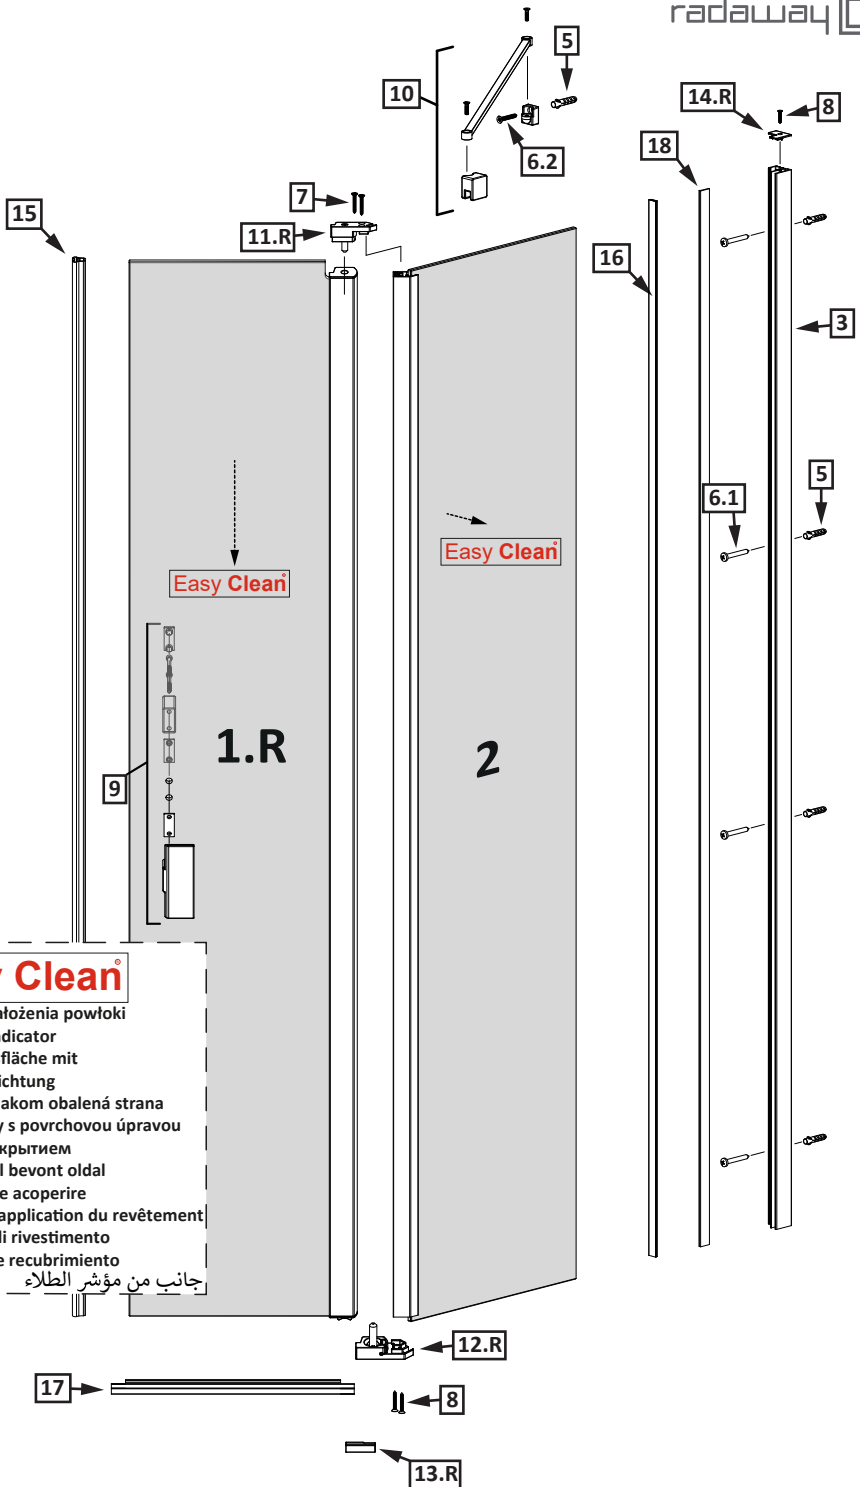 radaway
5
10
14.R
8
6.2
18
7
15
11.R
16
3
5
6.1
Easy Clean
Easy Clean
1.R
2
9
Clean
ałożenia powłoki
dicator
fläche mit
ichtung
akom obalená strana
y s povrchovou úpravou
крытием
l bevont oldal
e acoperire
application du revêtement
li rivestimento
e recubrimiento
جانب من مؤشر الطلاء
12.R
17
8
13.R